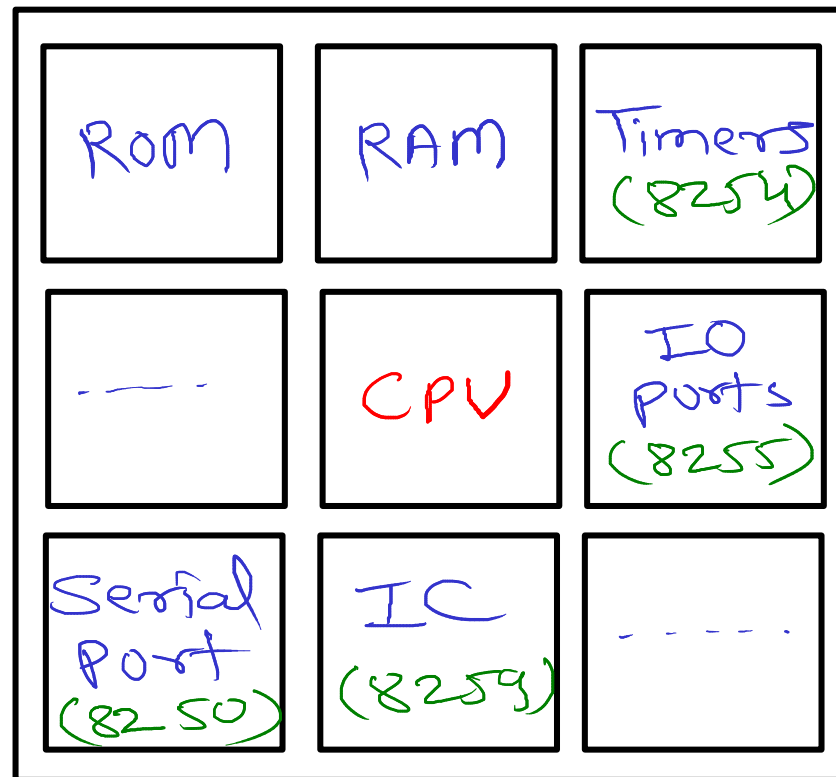 ROM
RAM
Timers
(8254)
CPU
IO
Ports
(8255)
Serial
Port
(8250)
IC
(8259)